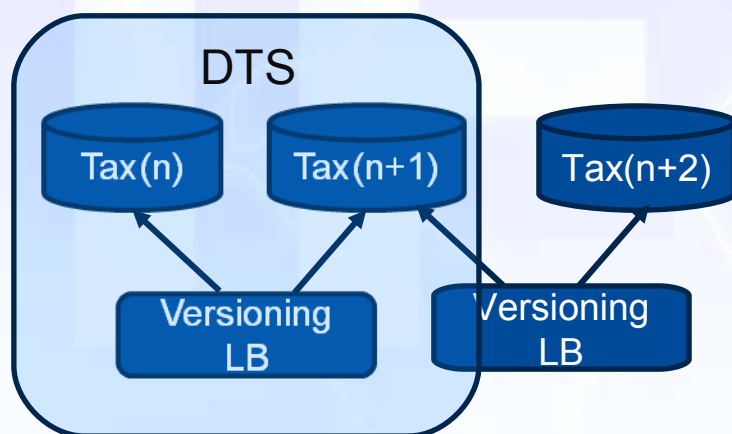 DTS
Tax(n)
Tax(n+1)
Tax(n+2)
Versioning
LB
Versioning
LB